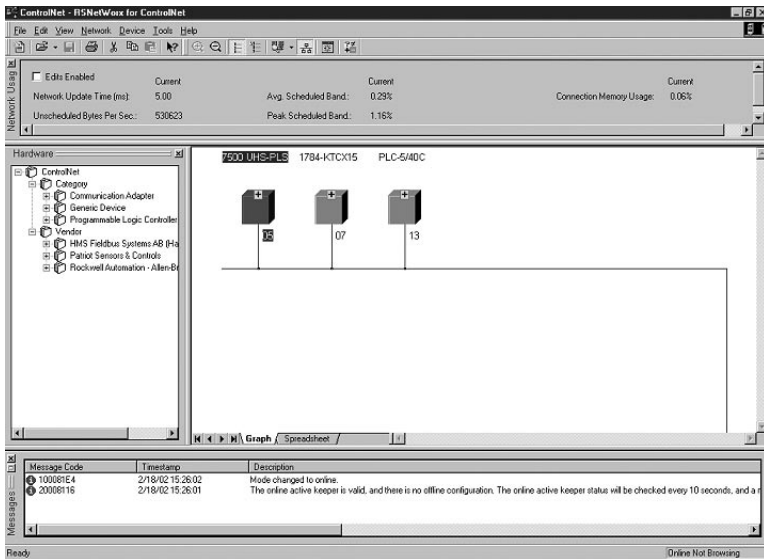 ControlNet - RSNetWorx for ControlNet
File Edit View Network Device Tools Help
Network Usag
Edits Enabled
Current Current Current
Network Update Time (ms): 5.00 Avg. Scheduled Band.: 0.29% Connection Memory Usage: 0.06%
Unscheduled Bytes Per Sec.: 530623 Peak Scheduled Band.: 1.16%
Hardware
ControlNet
Category
Communication Adapter
Generic Device
Programmable Logic Controller
Vendor
HMS Fieldbus Systems AB (Ha
Patriot Sensors & Controls
Rockwell Automation - Allen-Br
7500 UHS-PLS 1784-KTCX15 PLC-5/40C
05 07 13
Graph Spreadsheet
Messages
Message Code Timestamp Description
100081E4 2/18/02 15:26:02 Mode changed to online.
20008116 2/18/02 15:26:01 The online active keeper is valid, and there is no offline configuration. The online active keeper status will be checked every 10 seconds, and a
Ready Online Not Browsing